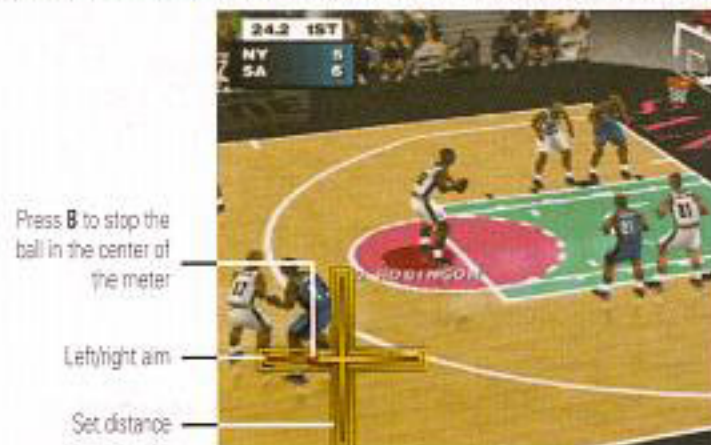 24.2 1ST
NY 5
SA 6
Press B to stop the
ball in the center of
the meter
D. ROBINSON
Left/right aim
Set distance